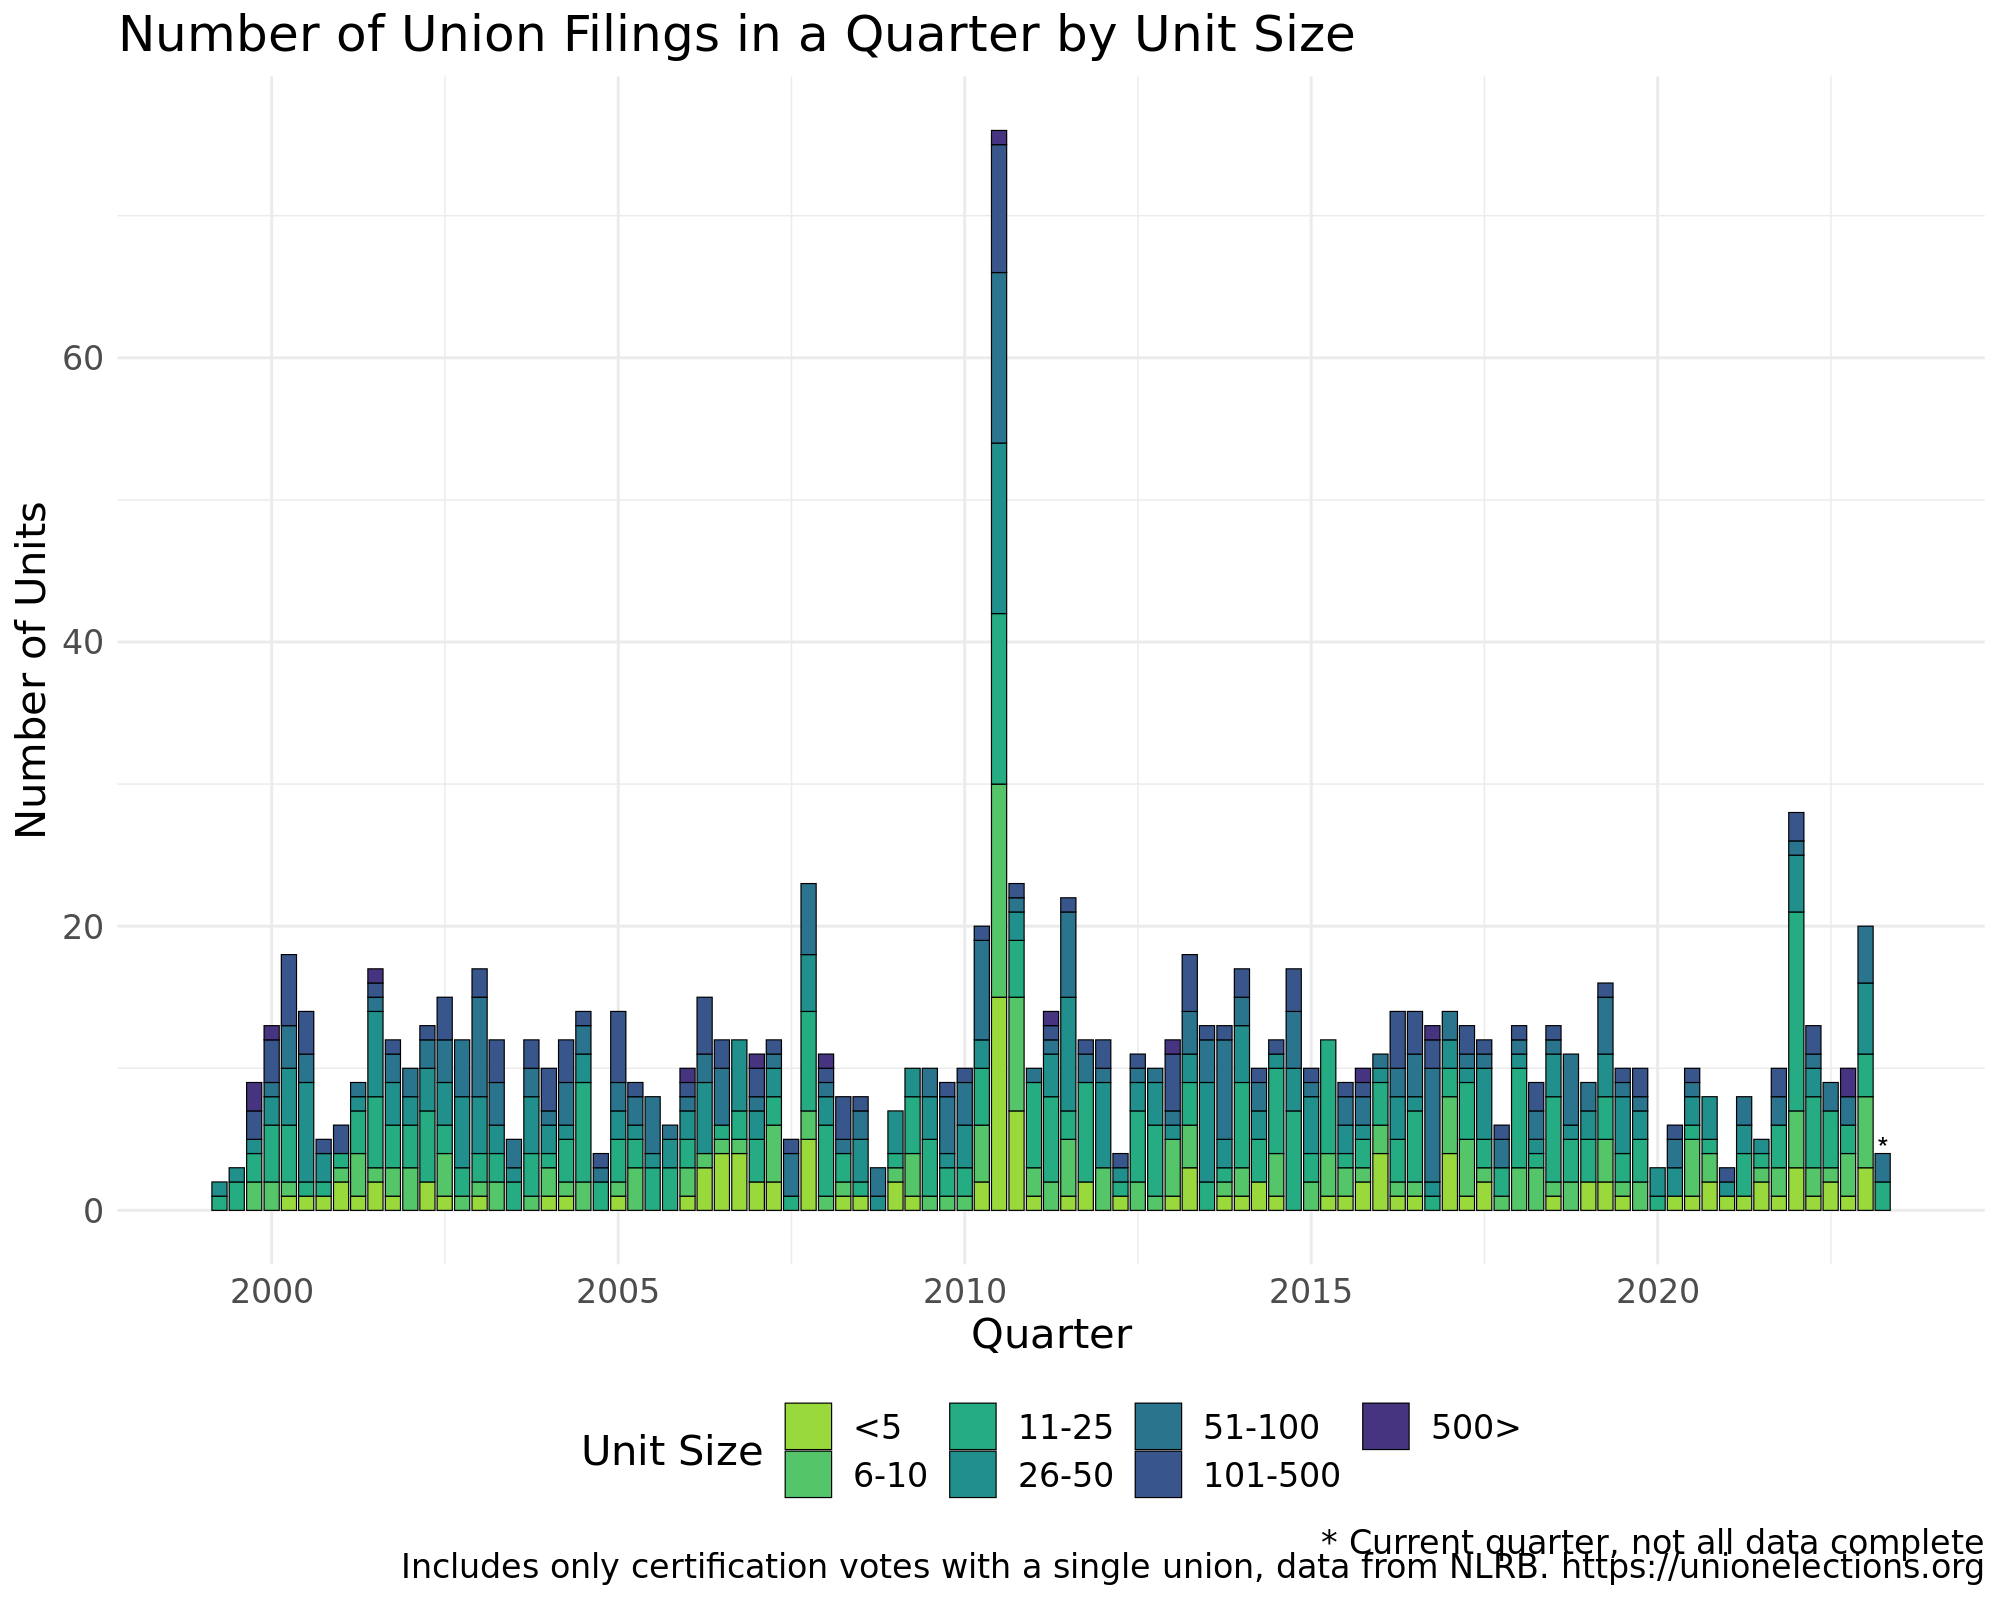 Number of Union Filings in a Quarter by Unit Size
Number of Units
60
40
20
0
*
2000 2005 2010 2015 2020
Quarter
Unit Size
<5 11-25 51-100 500>
6-10 26-50 101-500
* Current quarter, not all data complete
Includes only certification votes with a single union, data from NLRB. https://unionelections.org